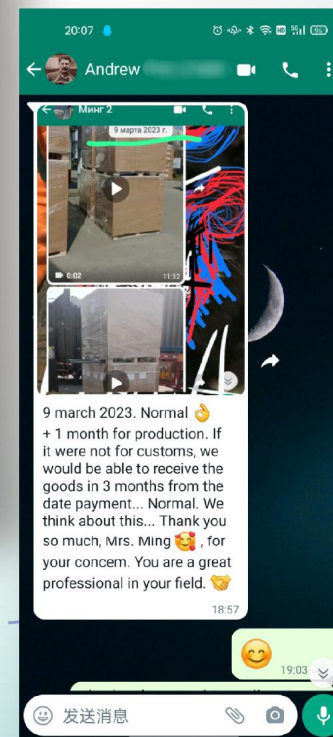 20:07
Andrew
Минг 2
9 марта 2023 г.
0:02
11:32
9 march 2023. Normal 👌
+ 1 month for production. If
it were not for customs, we
would be able to receive the
goods in 3 months from the
date payment... Normal. We
think about this... Thank you
so much, Mrs. Ming 🥰 , for
your concem. You are a great
professional in your field. 🤝
18:57
😊
19:03
发送消息